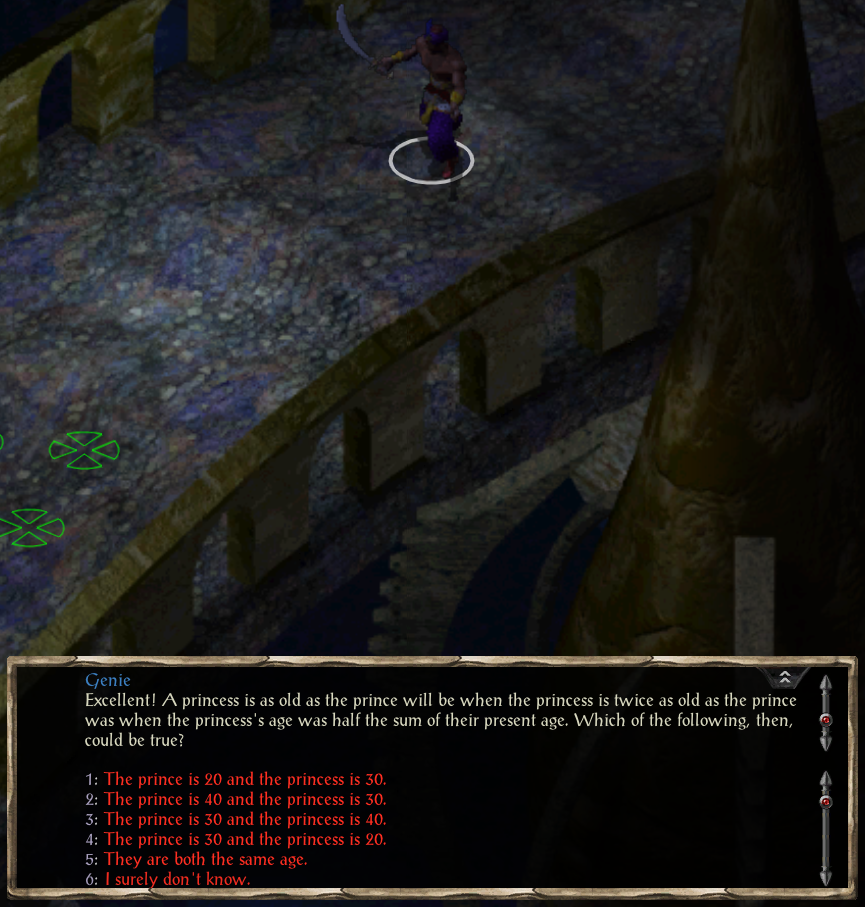 Genie
Excellent! A princess is as old as the prince will be when the princess is twice as old as the prince
was when the princess's age was half the sum of their present age. Which of the following, then,
could be true?
1: The prince is 20 and the princess is 30.
2: The prince is 40 and the princess is 30.
3: The prince is 30 and the princess is 40.
4: The prince is 30 and the princess is 20.
5: They are both the same age.
6: I surely don't know.